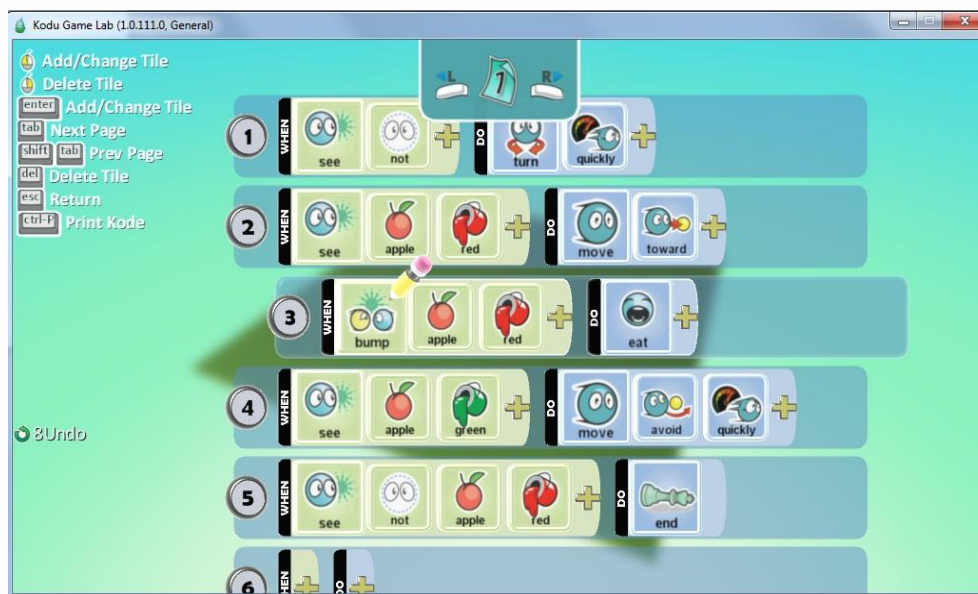 Kodu Game Lab (1.0.111.0, General)
Add/Change Tile
Delete Tile
enter Add/Change Tile
tab Next Page
shift tab Prev Page
del Delete Tile
esc Return
ctrl-P Print Kode
8Undo
L 1 R
1 WHEN see not DO turn quickly
2 WHEN see apple red DO move toward
3 WHEN bump apple red DO eat
4 WHEN see apple green DO move avoid quickly
5 WHEN see not apple red DO end
6 WHEN DO